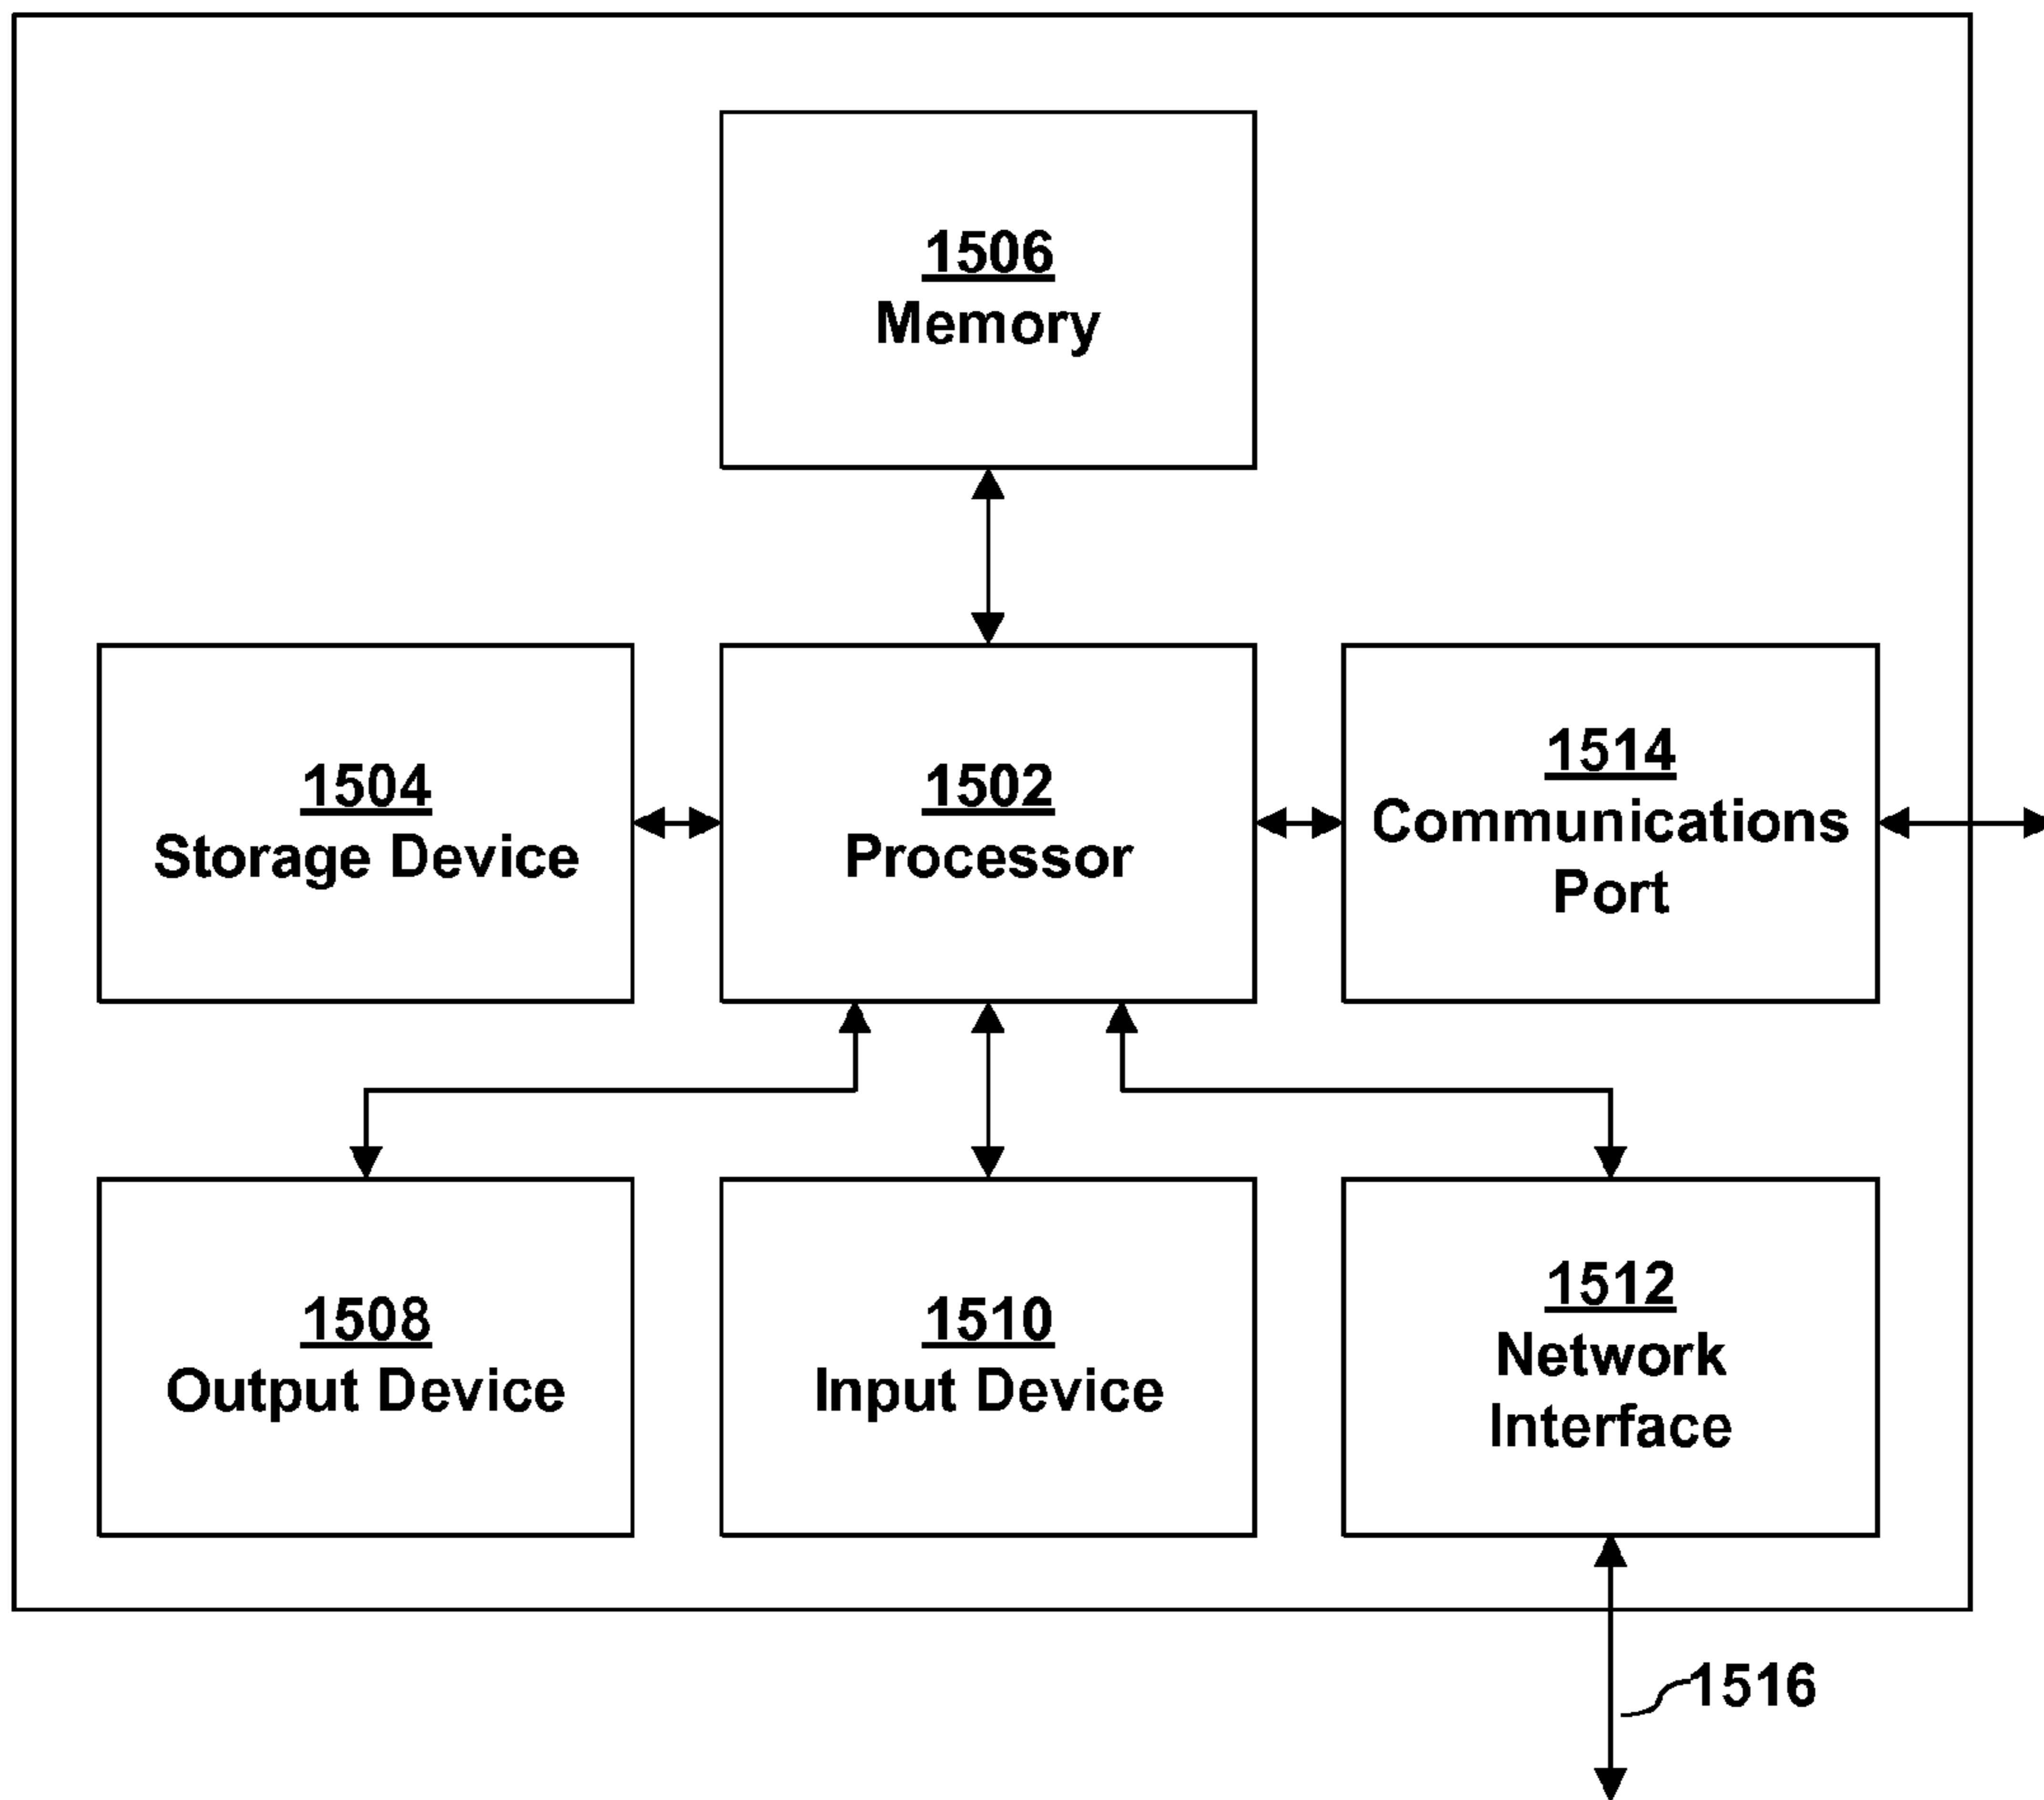 1506
Memory
1504
Storage Device
1502
Processor
1514
Communications
Port
1508
Output Device
1510
Input Device
1512
Network
Interface
1516